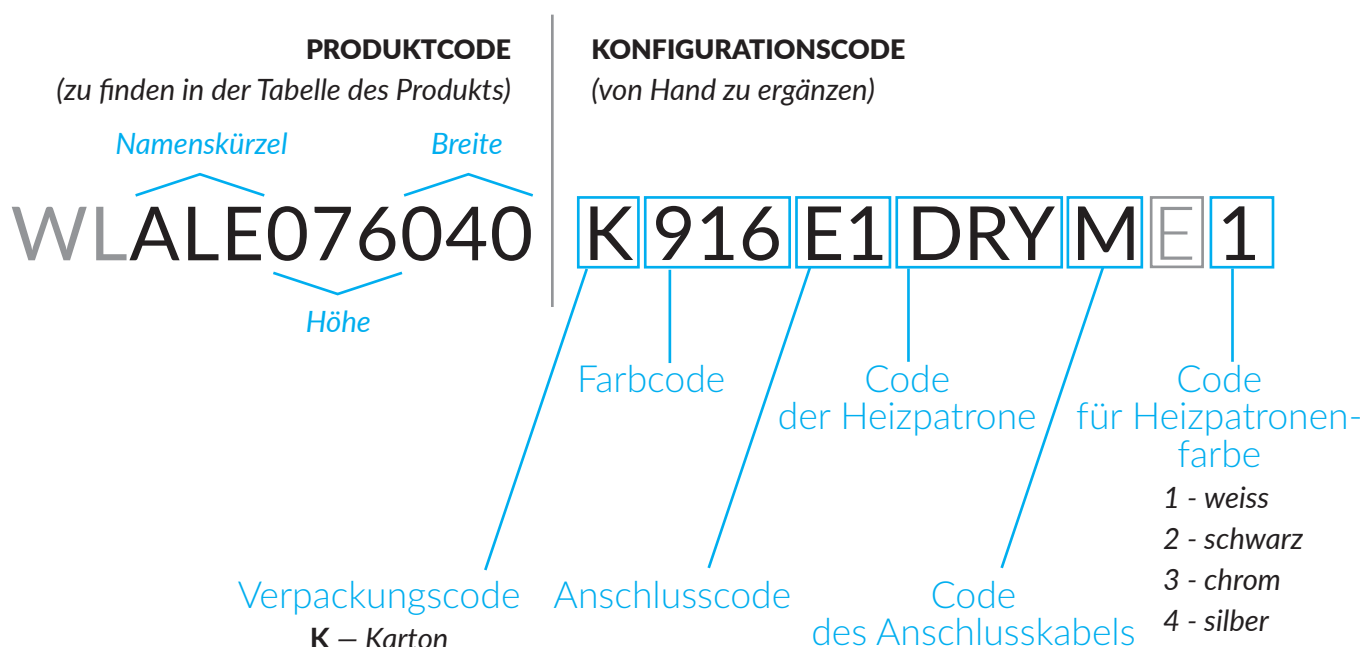 PRODUKTCODE
(zu finden in der Tabelle des Produkts)
KONFIGURATIONSCODE
(von Hand zu ergänzen)
Namenskürzel
Breite
WLALE076040
K 916 E1 DRY M E 1
Höhe
Farbcode
Code
der Heizpatrone
Code
für Heizpatronen-
farbe
1 - weiss
2 - schwarz
3 - chrom
4 - silber
Verpackungscode
K – Karton
Anschlusscode
Code
des Anschlusskabels